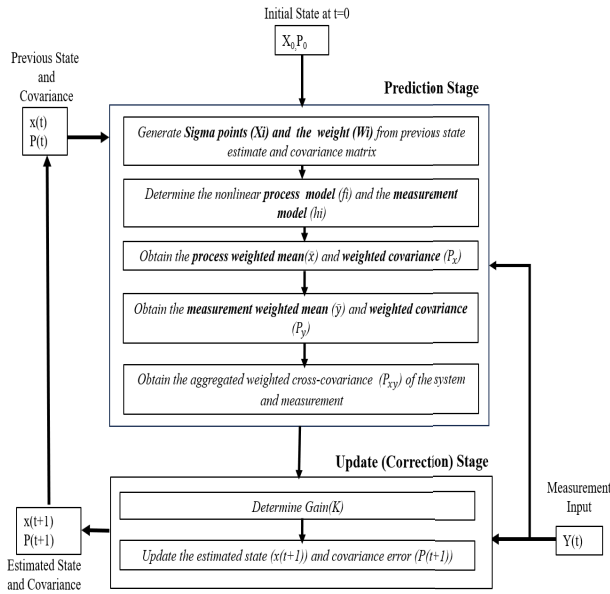 Initial State at t=0
X₀,P₀
Previous State
and
Covariance
x(t)
P(t)
Prediction Stage
Generate Sigma points (Xi) and the weight (Wi) from previous state
estimate and covariance matrix
Determine the nonlinear process model (fi) and the measurement
model (hi)
Obtain the process weighted mean(x̄) and weighted covariance (Pₓ)
Obtain the measurement weighted mean (ȳ) and weighted covariance
(P_y)
Obtain the aggregated weighted cross-covariance (P_xy) of the system
and measurement
Update (Correction) Stage
Determine Gain(K)
Update the estimated state (x(t+1)) and covariance error (P(t+1))
x(t+1)
P(t+1)
Estimated State
and Covariance
Measurement
Input
Y(t)